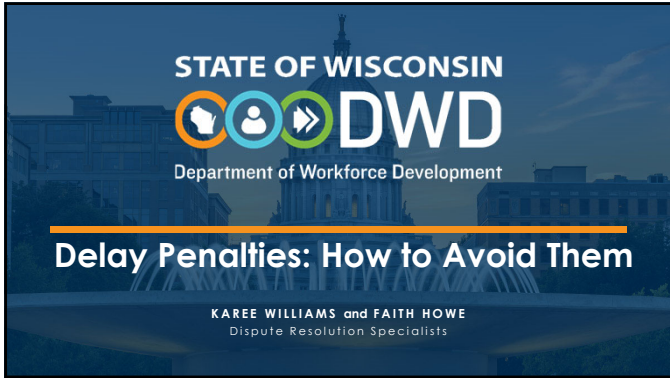 STATE OF WISCONSIN
DWD
Department of Workforce Development
Delay Penalties: How to Avoid Them
KAREE WILLIAMS and FAITH HOWE
Dispute Resolution Specialists